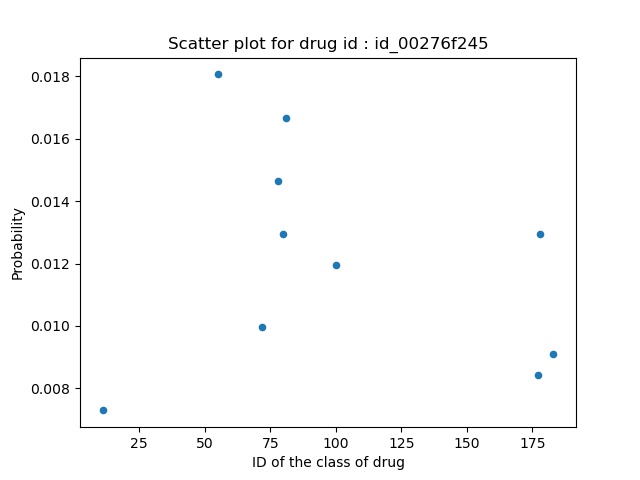 Scatter plot for drug id : id_00276f245
0.018
0.016
0.014
0.012
0.010
0.008
Probability
25 50 75 100 125 150 175
ID of the class of drug